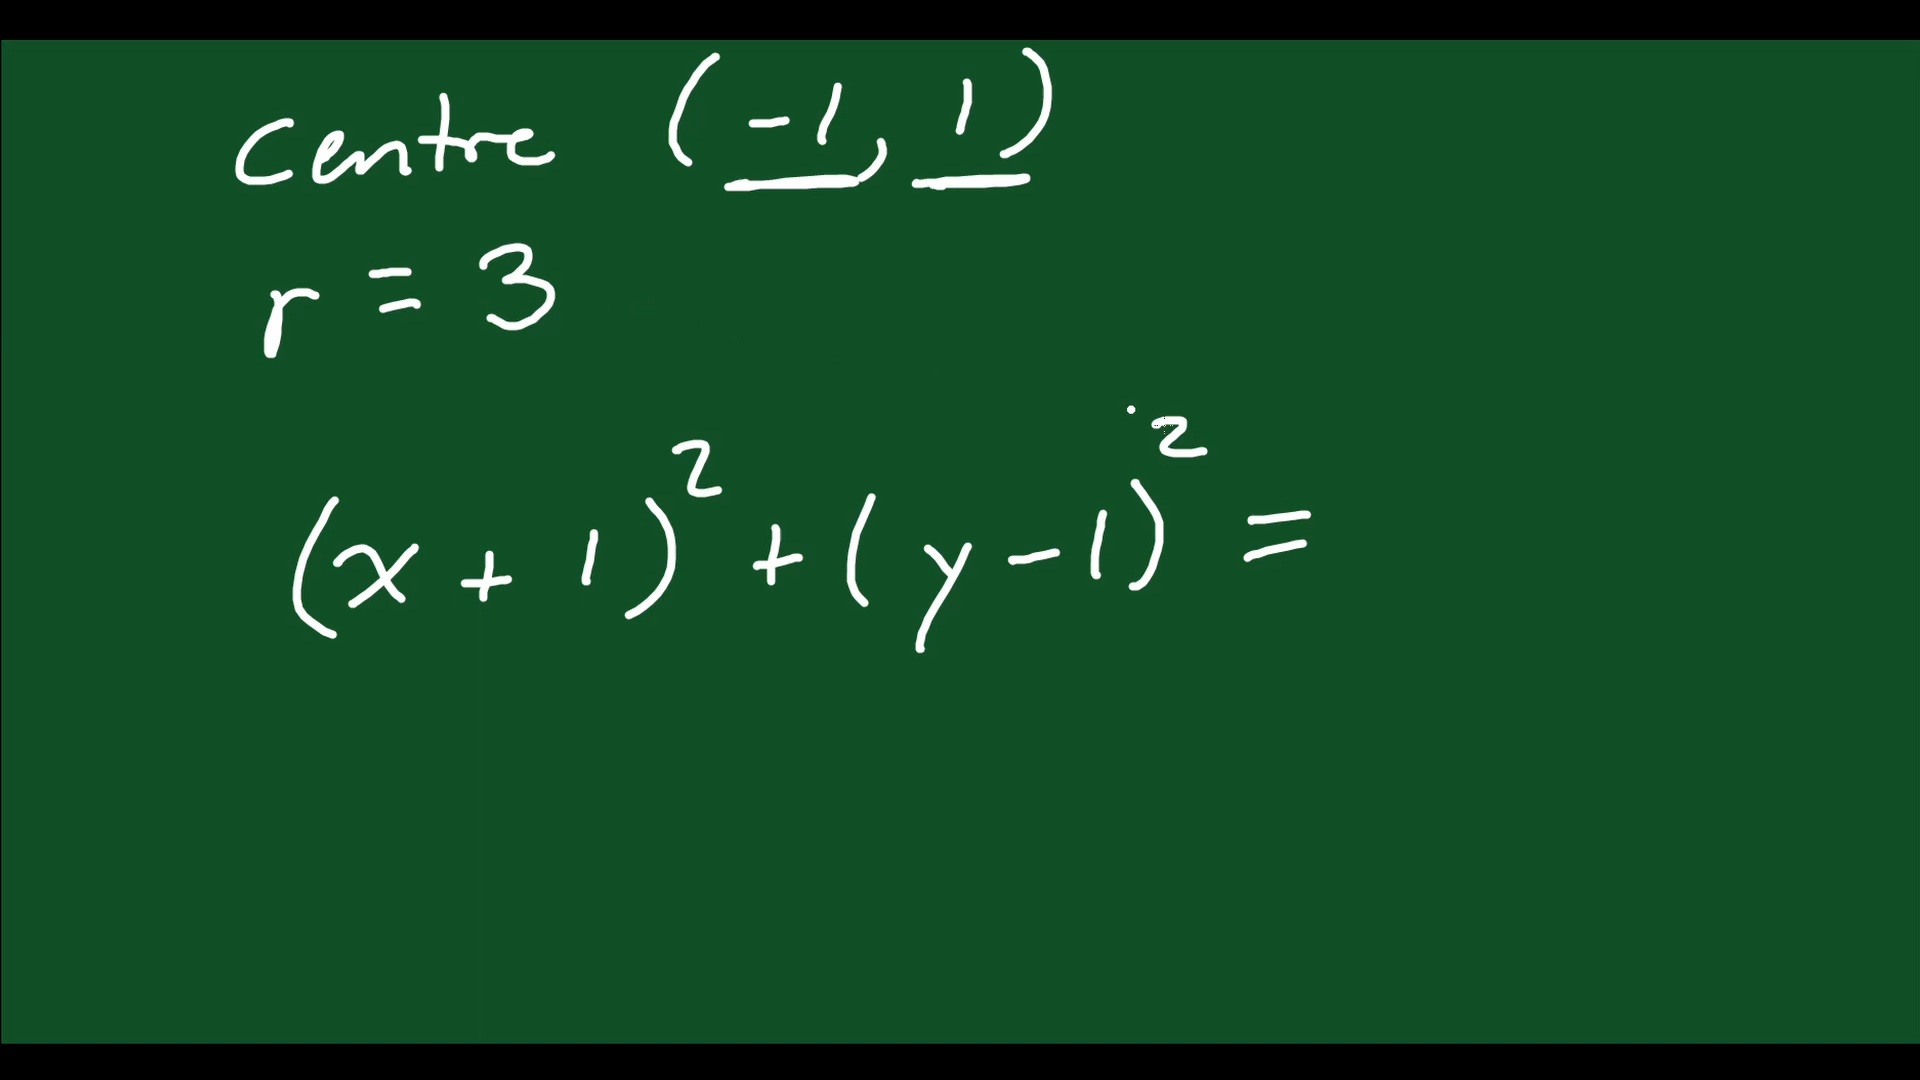 centre (-1, 1)
r = 3
(x + 1)² + (y - 1)² =